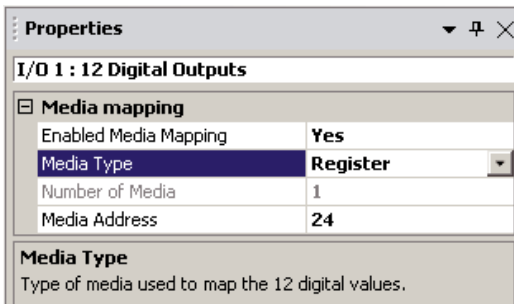 Properties
I/O 1 : 12 Digital Outputs
Media mapping
Enabled Media Mapping Yes
Media Type Register
Number of Media 1
Media Address 24
Media Type
Type of media used to map the 12 digital values.